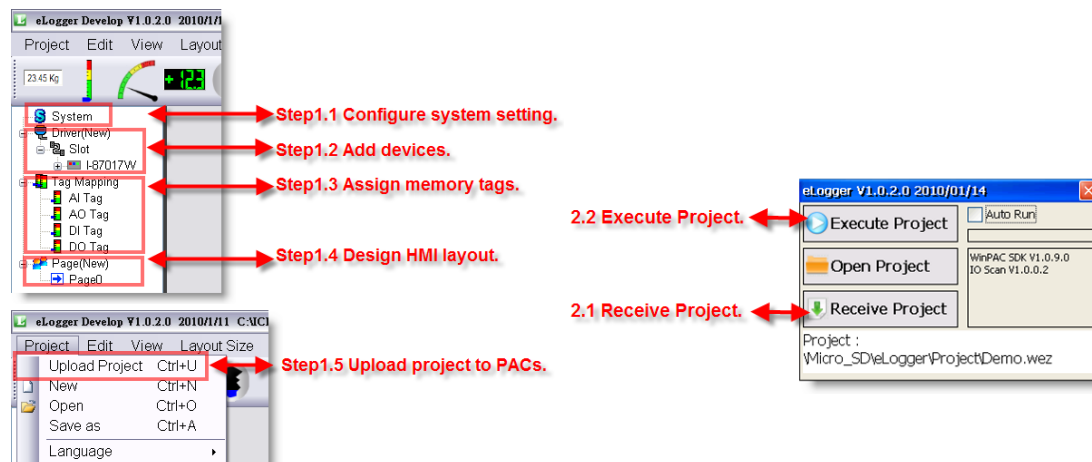 eLogger Develop V1.0.2.0 2010/1/1
Project Edit View Layout
23.45 Kg
+123
System
Driver(New)
Slot
I-87017W
Tag Mapping
AI Tag
AO Tag
DI Tag
DO Tag
Page(New)
Page0
Step1.1 Configure system setting.
Step1.2 Add devices.
Step1.3 Assign memory tags.
Step1.4 Design HMI layout.
eLogger Develop V1.0.2.0 2010/1/11 C:\ICI
Project Edit View Layout Size
Upload Project Ctrl+U
New Ctrl+N
Open Ctrl+O
Save as Ctrl+A
Language
Step1.5 Upload project to PACs.
2.2 Execute Project.
2.1 Receive Project.
eLogger V1.0.2.0 2010/01/14
Execute Project
Auto Run
Open Project
WinPAC SDK V1.0.9.0
IO Scan V1.0.0.2
Receive Project
Project :
\Micro_SD\eLogger\Project\Demo.wez